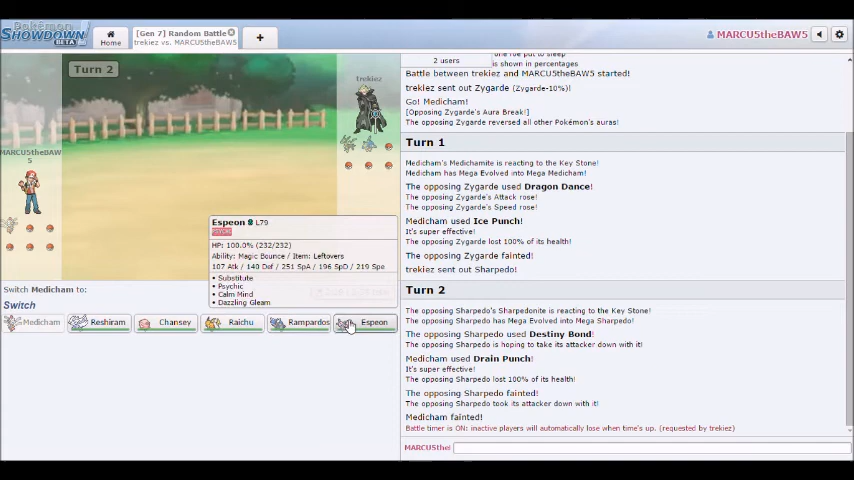 Pokémon
SHOWDOWN
BETA
Home
[Gen 7] Random Battle
trekiez vs. MARCU5theBAW5
+
MARCU5theBAW5
Turn 2
trekiez
MARCU5theBAW
5
Espeon L79
PSYCHC
HP: 100.0% (232/232)
Ability: Magic Bounce / Item: Leftovers
107 Atk / 140 Def / 251 SpA / 196 SpD / 219 Spe
• Substitute
• Psychic
• Calm Mind
• Dazzling Gleam
Switch Medicham to:
Switch
Medicham
Reshiram
Chansey
Raichu
Rampardos
Espeon
2 users
is shown in percentages
Battle between trekiez and MARCU5theBAW5 started!
trekiez sent out Zygarde (Zygarde-10%)!
Go! Medicham!
[Opposing Zygarde's Aura Break!]
The opposing Zygarde reversed all other Pokémon's auras!
Turn 1
Medicham's Medichamite is reacting to the Key Stone!
Medicham has Mega Evolved into Mega Medicham!
The opposing Zygarde used Dragon Dance!
The opposing Zygarde's Attack rose!
The opposing Zygarde's Speed rose!
Medicham used Ice Punch!
It's super effective!
The opposing Zygarde lost 100% of its health!
The opposing Zygarde fainted!
trekiez sent out Sharpedo!
Turn 2
The opposing Sharpedo's Sharpedonite is reacting to the Key Stone!
The opposing Sharpedo has Mega Evolved into Mega Sharpedo!
The opposing Sharpedo used Destiny Bond!
The opposing Sharpedo is hoping to take its attacker down with it!
Medicham used Drain Punch!
It's super effective!
The opposing Sharpedo lost 100% of its health!
The opposing Sharpedo fainted!
The opposing Sharpedo took its attacker down with it!
Medicham fainted!
Battle timer is ON: inactive players will automatically lose when time's up. (requested by trekiez)
MARCU5thel